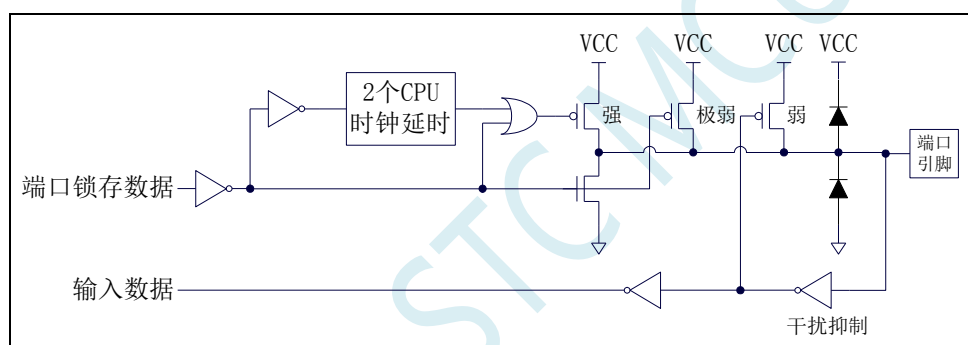 VCC VCC VCC VCC
2个CPU
时钟延时
强 极弱 弱
端口
引脚
端口锁存数据
输入数据
干扰抑制
STCMC